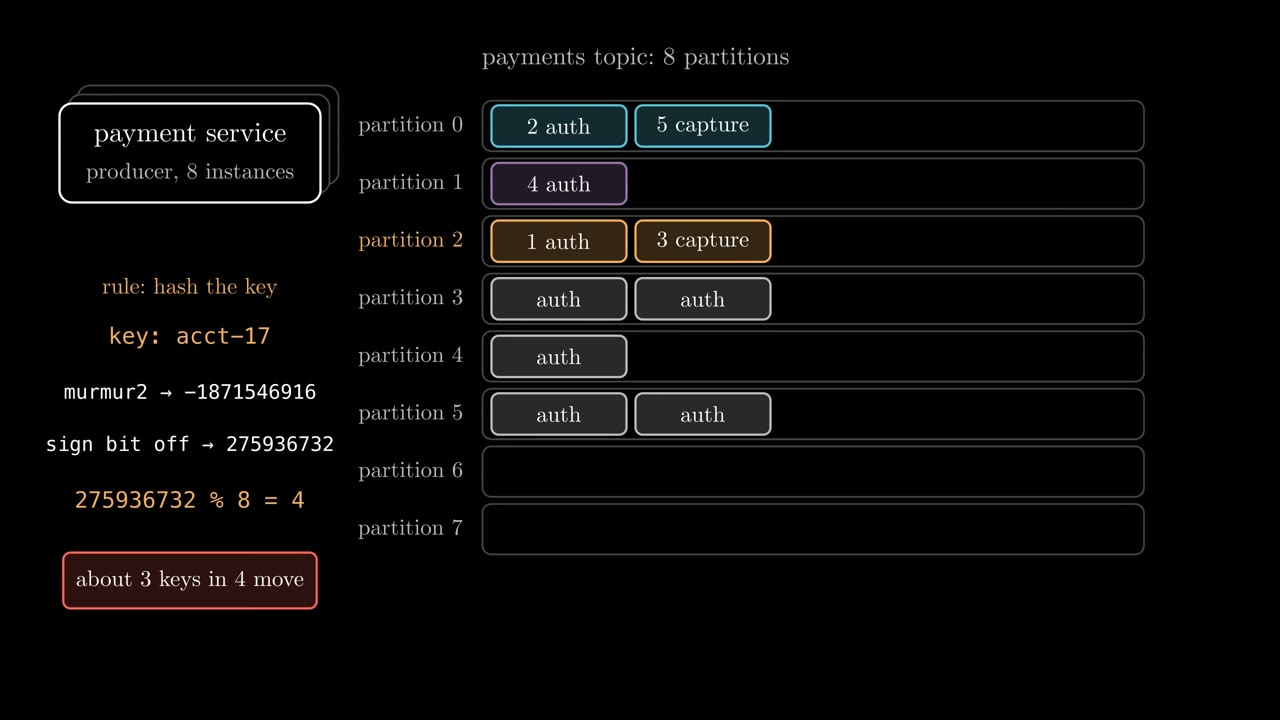 payments topic: 8 partitions
payment service
producer, 8 instances
rule: hash the key
key: acct−17
murmur2 → −1871546916
sign bit off → 275936732
275936732 % 8 = 4
about 3 keys in 4 move
partition 0
2 auth
5 capture
partition 1
4 auth
partition 2
1 auth
3 capture
partition 3
auth
auth
partition 4
auth
partition 5
auth
auth
partition 6
partition 7